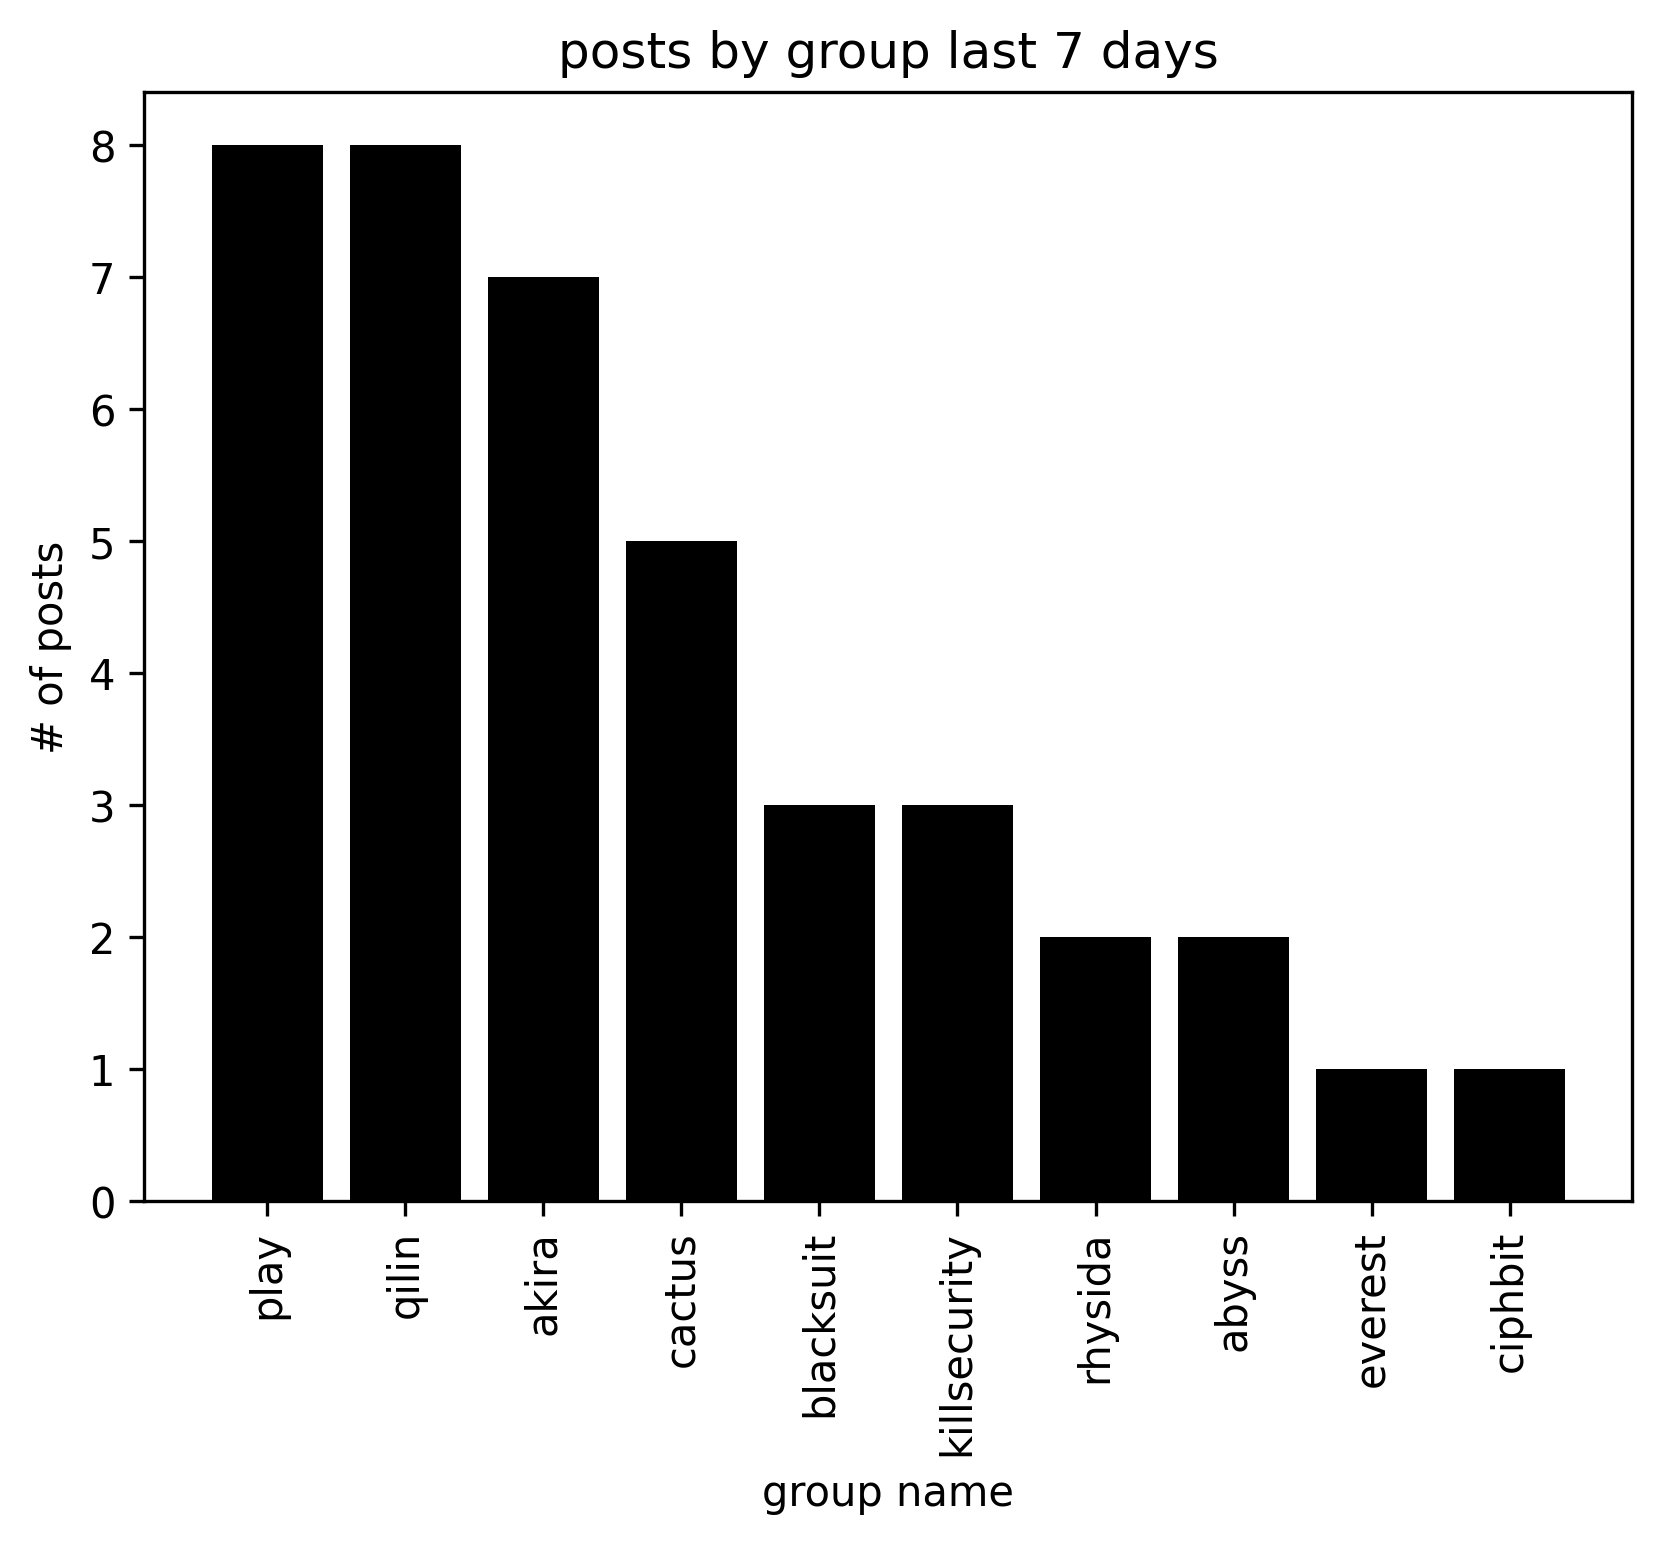 posts by group last 7 days
# of posts
8
7
6
5
4
3
2
1
0
play
qilin
akira
cactus
blacksuit
killsecurity
rhysida
abyss
everest
ciphbit
group name